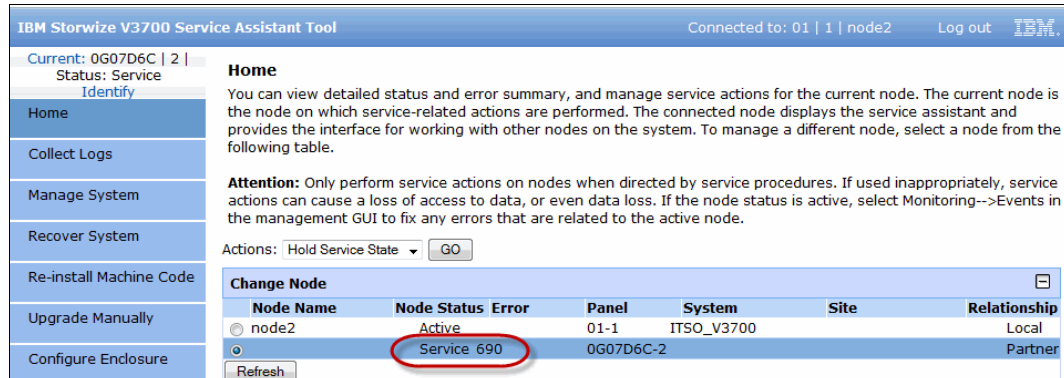 IBM Storwize V3700 Service Assistant Tool
Connected to: 01 | 1 | node2
Log out
IBM.
Current: 0G07D6C | 2 |
Status: Service
Identify
Home
Collect Logs
Manage System
Recover System
Re-install Machine Code
Upgrade Manually
Configure Enclosure
Home
You can view detailed status and error summary, and manage service actions for the current node. The current node is
the node on which service-related actions are performed. The connected node displays the service assistant and
provides the interface for working with other nodes on the system. To manage a different node, select a node from the
following table.
Attention: Only perform service actions on nodes when directed by service procedures. If used inappropriately, service
actions can cause a loss of access to data, or even data loss. If the node status is active, select Monitoring-->Events in
the management GUI to fix any errors that are related to the active node.
Actions: Hold Service State GO
Change Node
Node Name Node Status Error Panel System Site Relationship
node2 Active 01-1 ITSO_V3700 Local
Service 690 0G07D6C-2 Partner
Refresh